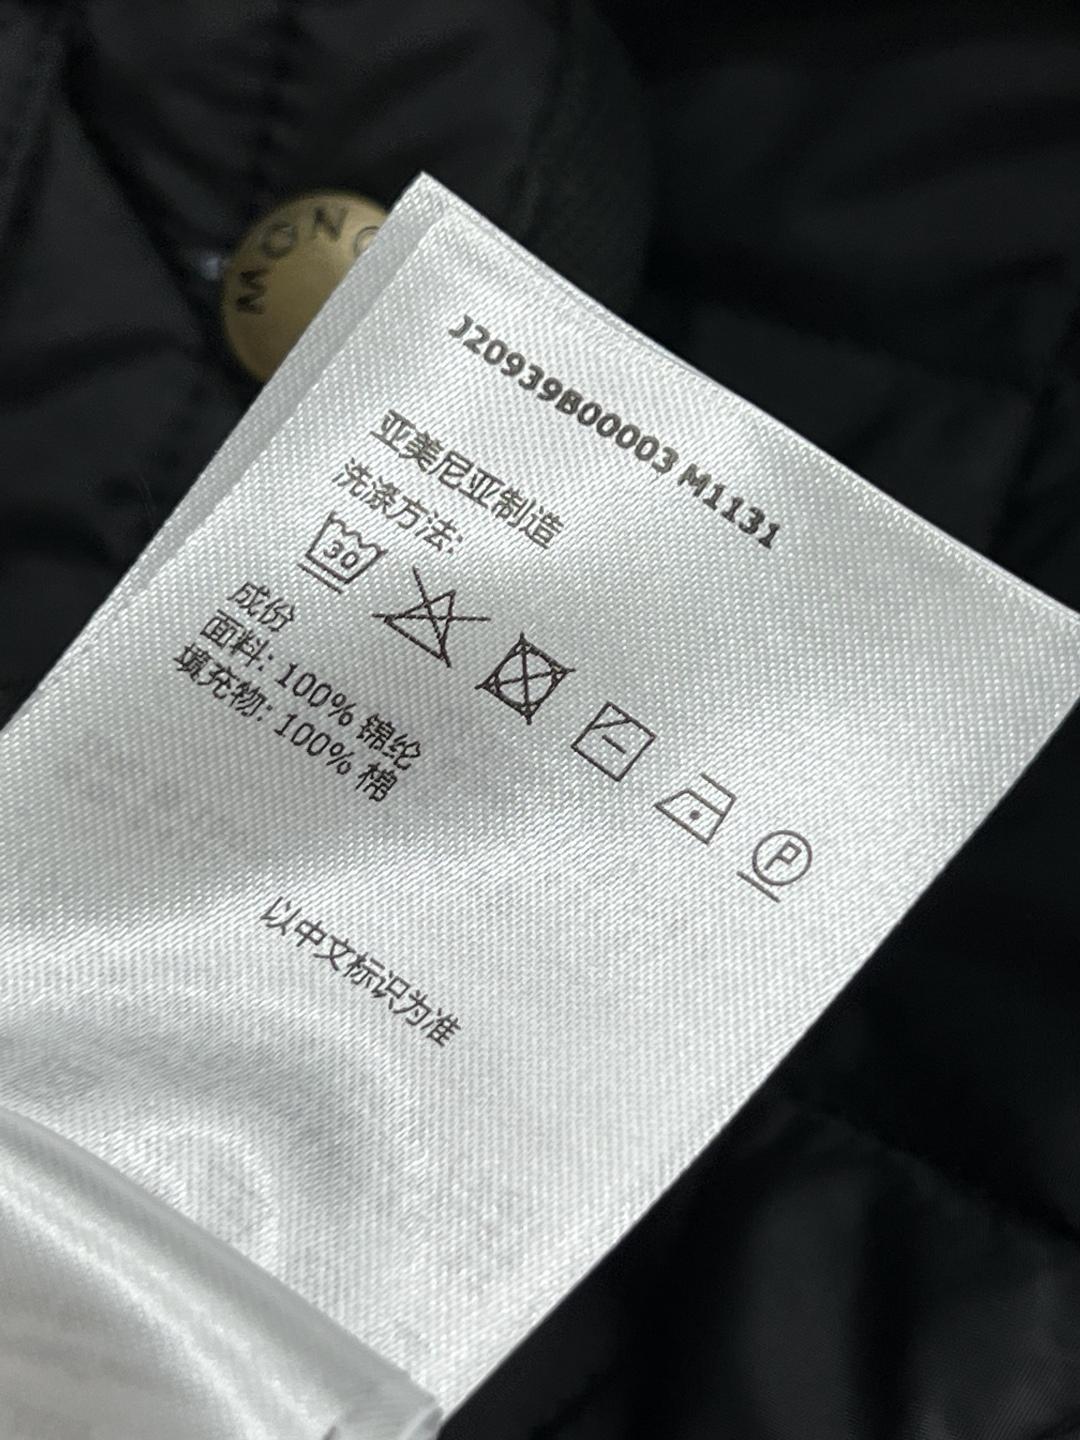 MONC
J20939B00003 M1131
亚美尼亚制造
洗涤方法:
30
P
成份
面料: 100% 锦纶
填充物: 100% 棉
以中文标识为准